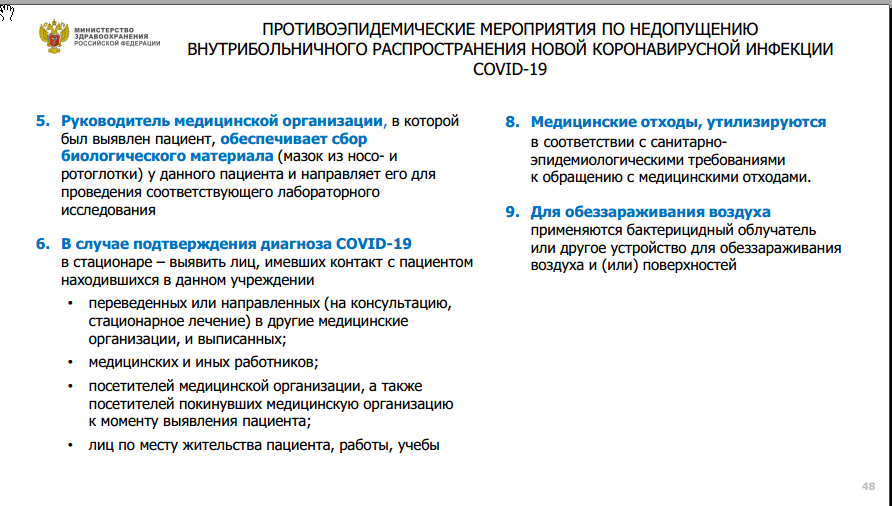 МИНИСТЕРСТВО
ЗДРАВООХРАНЕНИЯ
РОССИЙСКОЙ ФЕДЕРАЦИИ
ПРОТИВОЭПИДЕМИЧЕСКИЕ МЕРОПРИЯТИЯ ПО НЕДОПУЩЕНИЮ
ВНУТРИБОЛЬНИЧНОГО РАСПРОСТРАНЕНИЯ НОВОЙ КОРОНАВИРУСНОЙ ИНФЕКЦИИ
COVID-19
5. Руководитель медицинской организации, в которой
был выявлен пациент, обеспечивает сбор
биологического материала (мазок из носо- и
ротоглотки) у данного пациента и направляет его для
проведения соответствующего лабораторного
исследования
6. В случае подтверждения диагноза COVID-19
в стационаре – выявить лиц, имевших контакт с пациентом
находившихся в данном учреждении
• переведенных или направленных (на консультацию,
стационарное лечение) в другие медицинские
организации, и выписанных;
• медицинских и иных работников;
• посетителей медицинской организации, а также
посетителей покинувших медицинскую организацию
к моменту выявления пациента;
• лиц по месту жительства пациента, работы, учебы
8. Медицинские отходы, утилизируются
в соответствии с санитарно-
эпидемиологическими требованиями
к обращению с медицинскими отходами.
9. Для обеззараживания воздуха
применяются бактерицидный облучатель
или другое устройство для обеззараживания
воздуха и (или) поверхностей
48